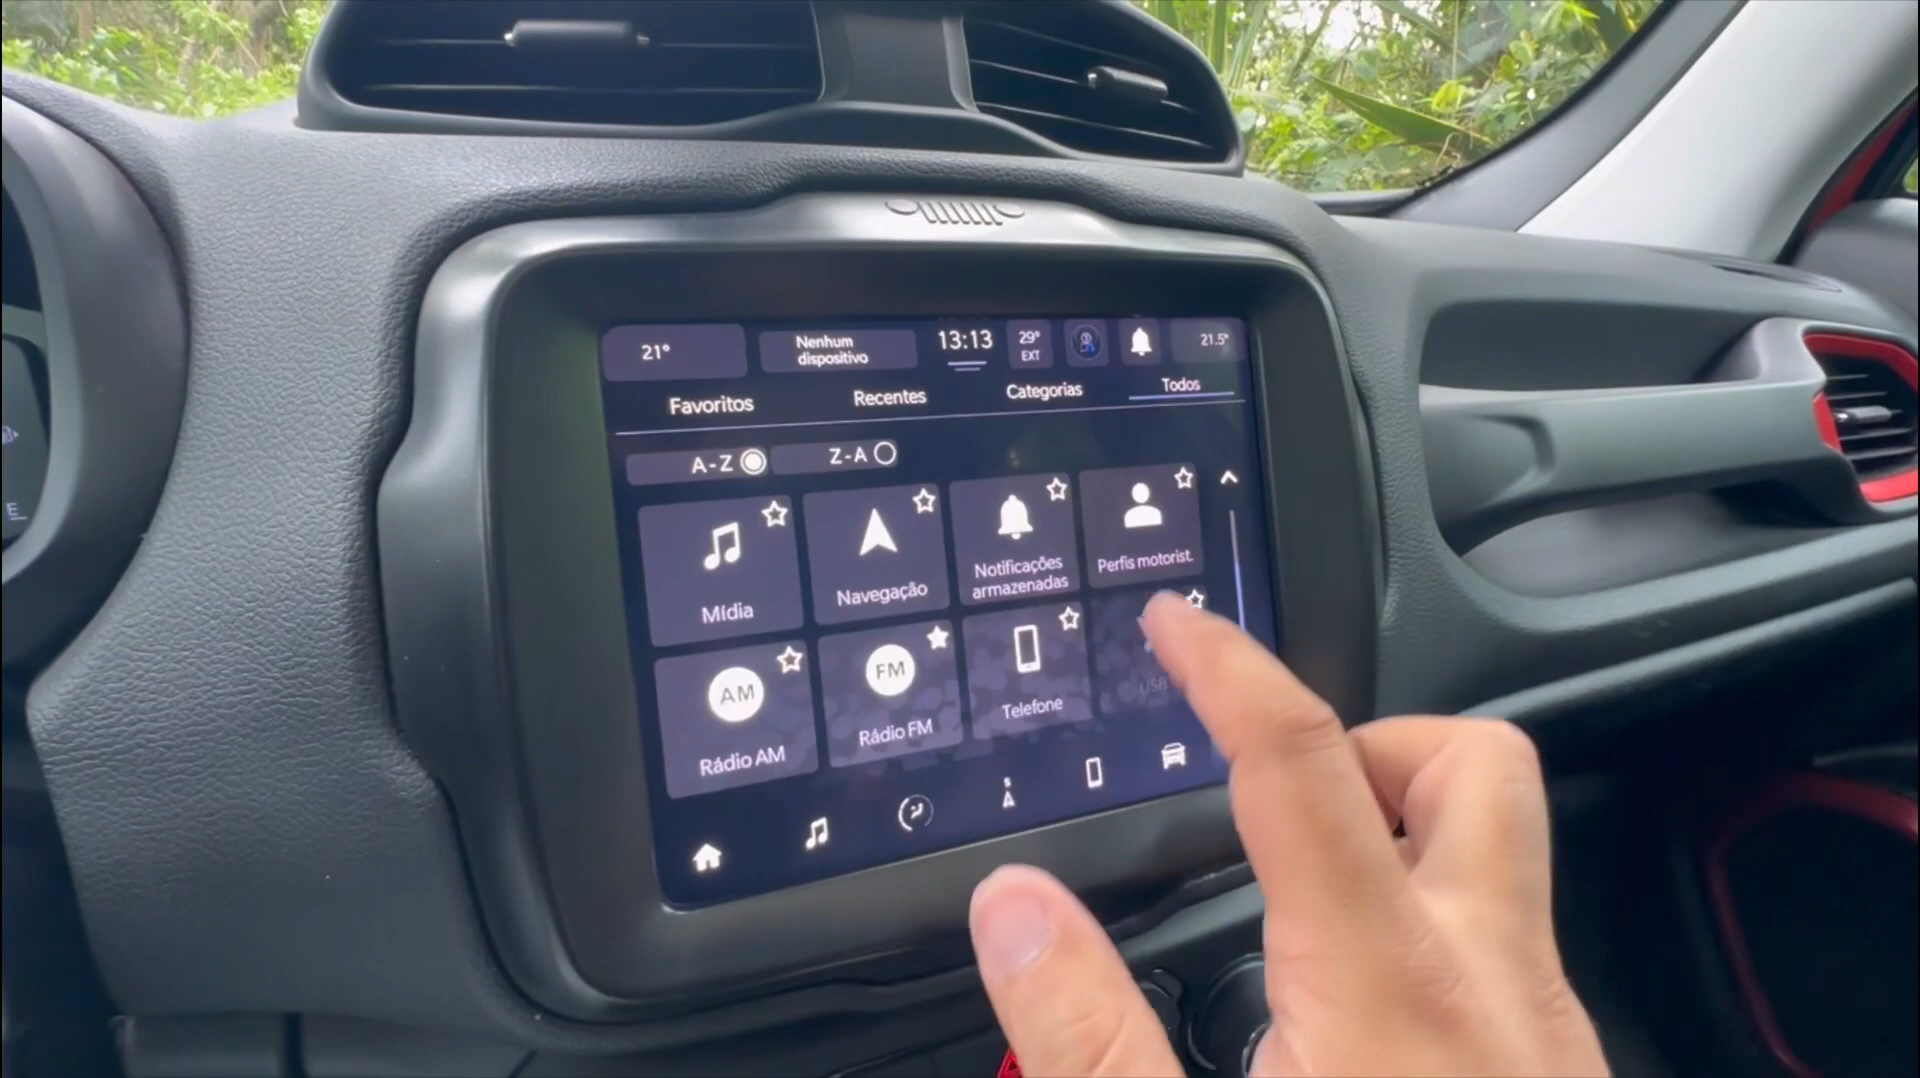 21°
Nenhum
dispositivo
13:13
29°
EXT
21.5°
Favoritos
Recentes
Categorias
Todos
A-Z
Z-A
Mídia
Navegação
Notificações
armazenadas
Perfis motorist.
AM
Rádio AM
FM
Rádio FM
Telefone
USB
S
E